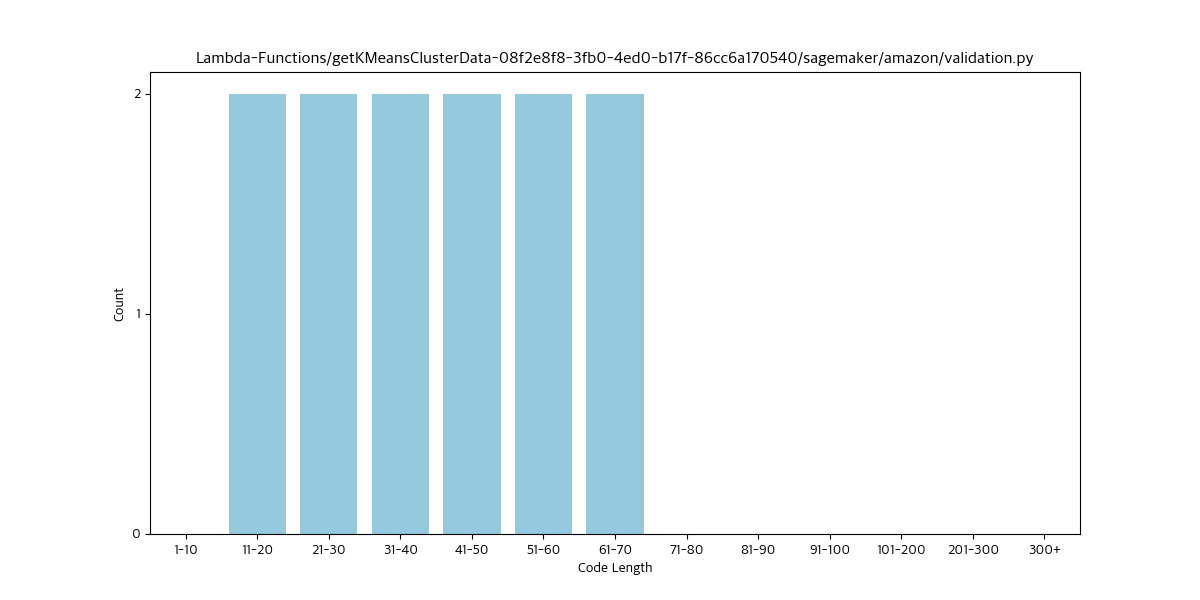 Lambda-Functions/getKMeansClusterData-08f2e8f8-3fb0-4ed0-b17f-86cc6a170540/sagemaker/amazon/validation.py
2
1
0
Count
1-10 11-20 21-30 31-40 41-50 51-60 61-70 71-80 81-90 91-100 101-200 201-300 300+
Code Length